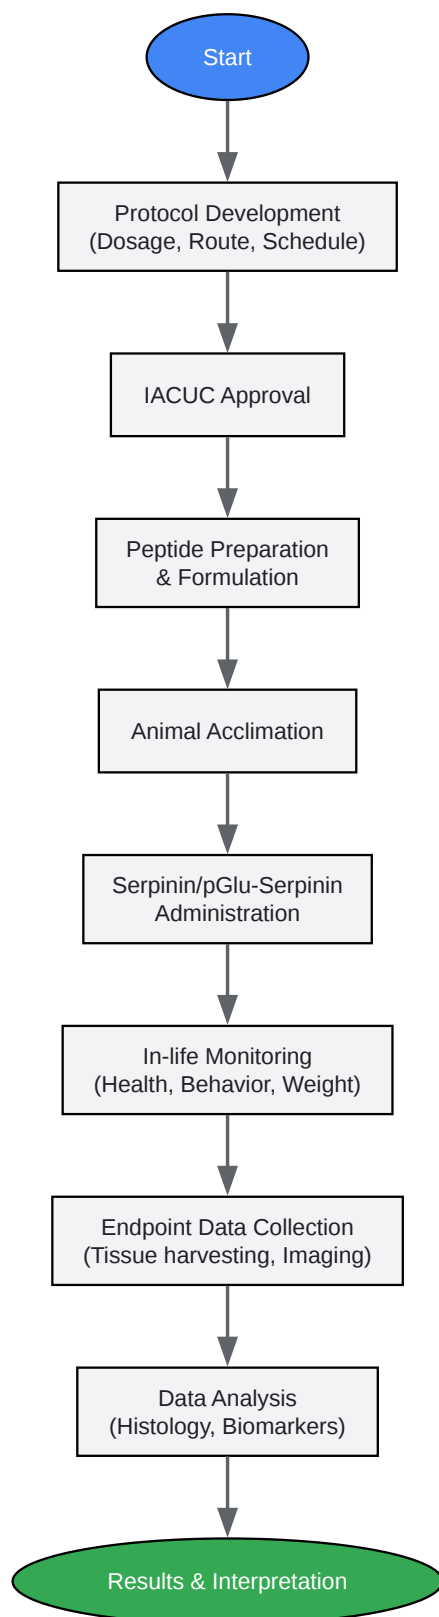 Start
Protocol Development
(Dosage, Route, Schedule)
IACUC Approval
Peptide Preparation
& Formulation
Animal Acclimation
Serpinin/pGlu-Serpinin
Administration
In-life Monitoring
(Health, Behavior, Weight)
Endpoint Data Collection
(Tissue harvesting, Imaging)
Data Analysis
(Histology, Biomarkers)
Results & Interpretation